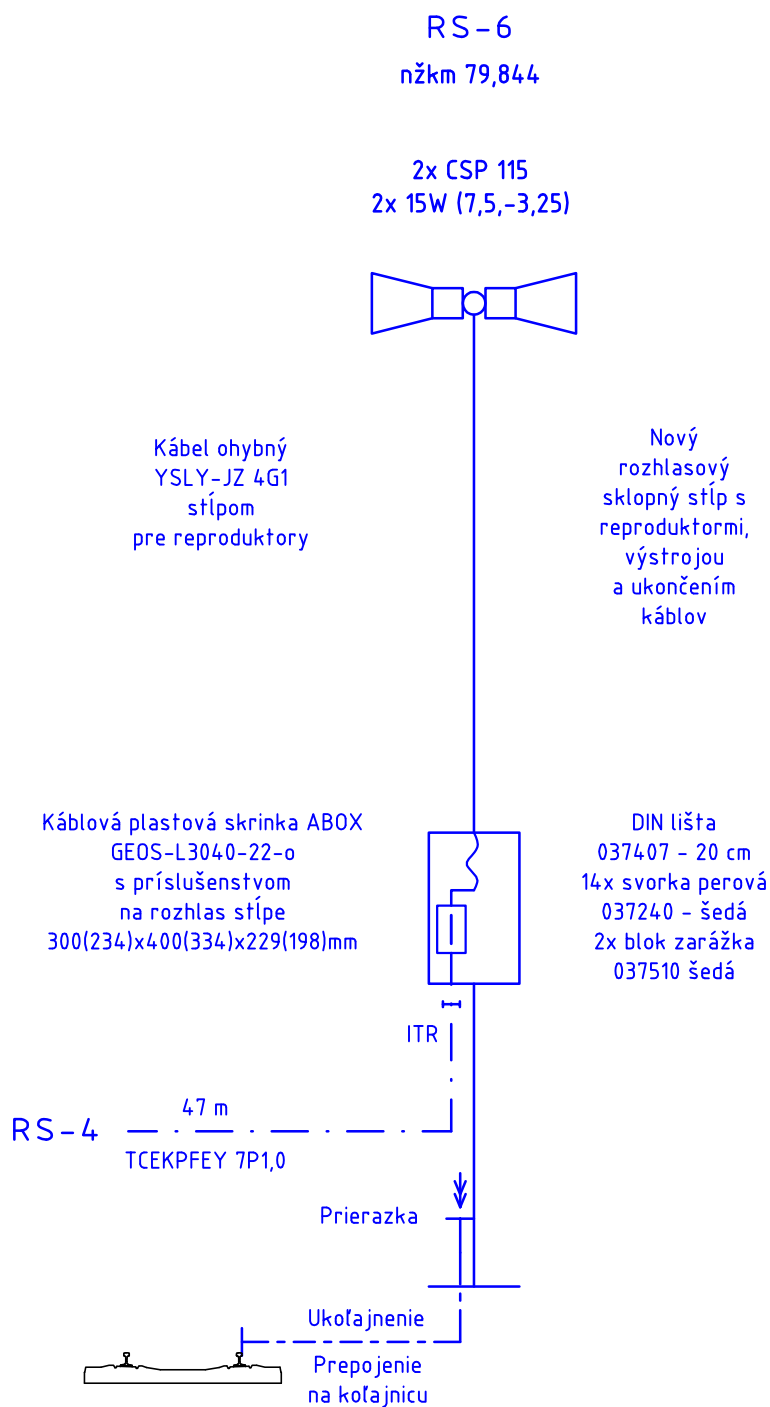 RS-6
nžkm 79,844
2x CSP 115
2x 15W (7,5,-3,25)
Kábel ohybný
YSLY-JZ 4G1
stĺpom
pre reproduktory
Nový
rozhlasový
sklopný stĺp s
reproduktormi,
výstrojou
a ukončením
káblov
Káblová plastová skrinka ABOX
GEOS-L3040-22-o
s príslušenstvom
na rozhlas stĺpe
300(234)x400(334)x229(198)mm
DIN lišta
037407 - 20 cm
14x svorka perová
037240 - šedá
2x blok zarážka
037510 šedá
ITR
47 m
RS-4
TCEKPFEY 7P1,0
Prierazka
Ukoľajnenie
Prepojenie
na koľajnicu